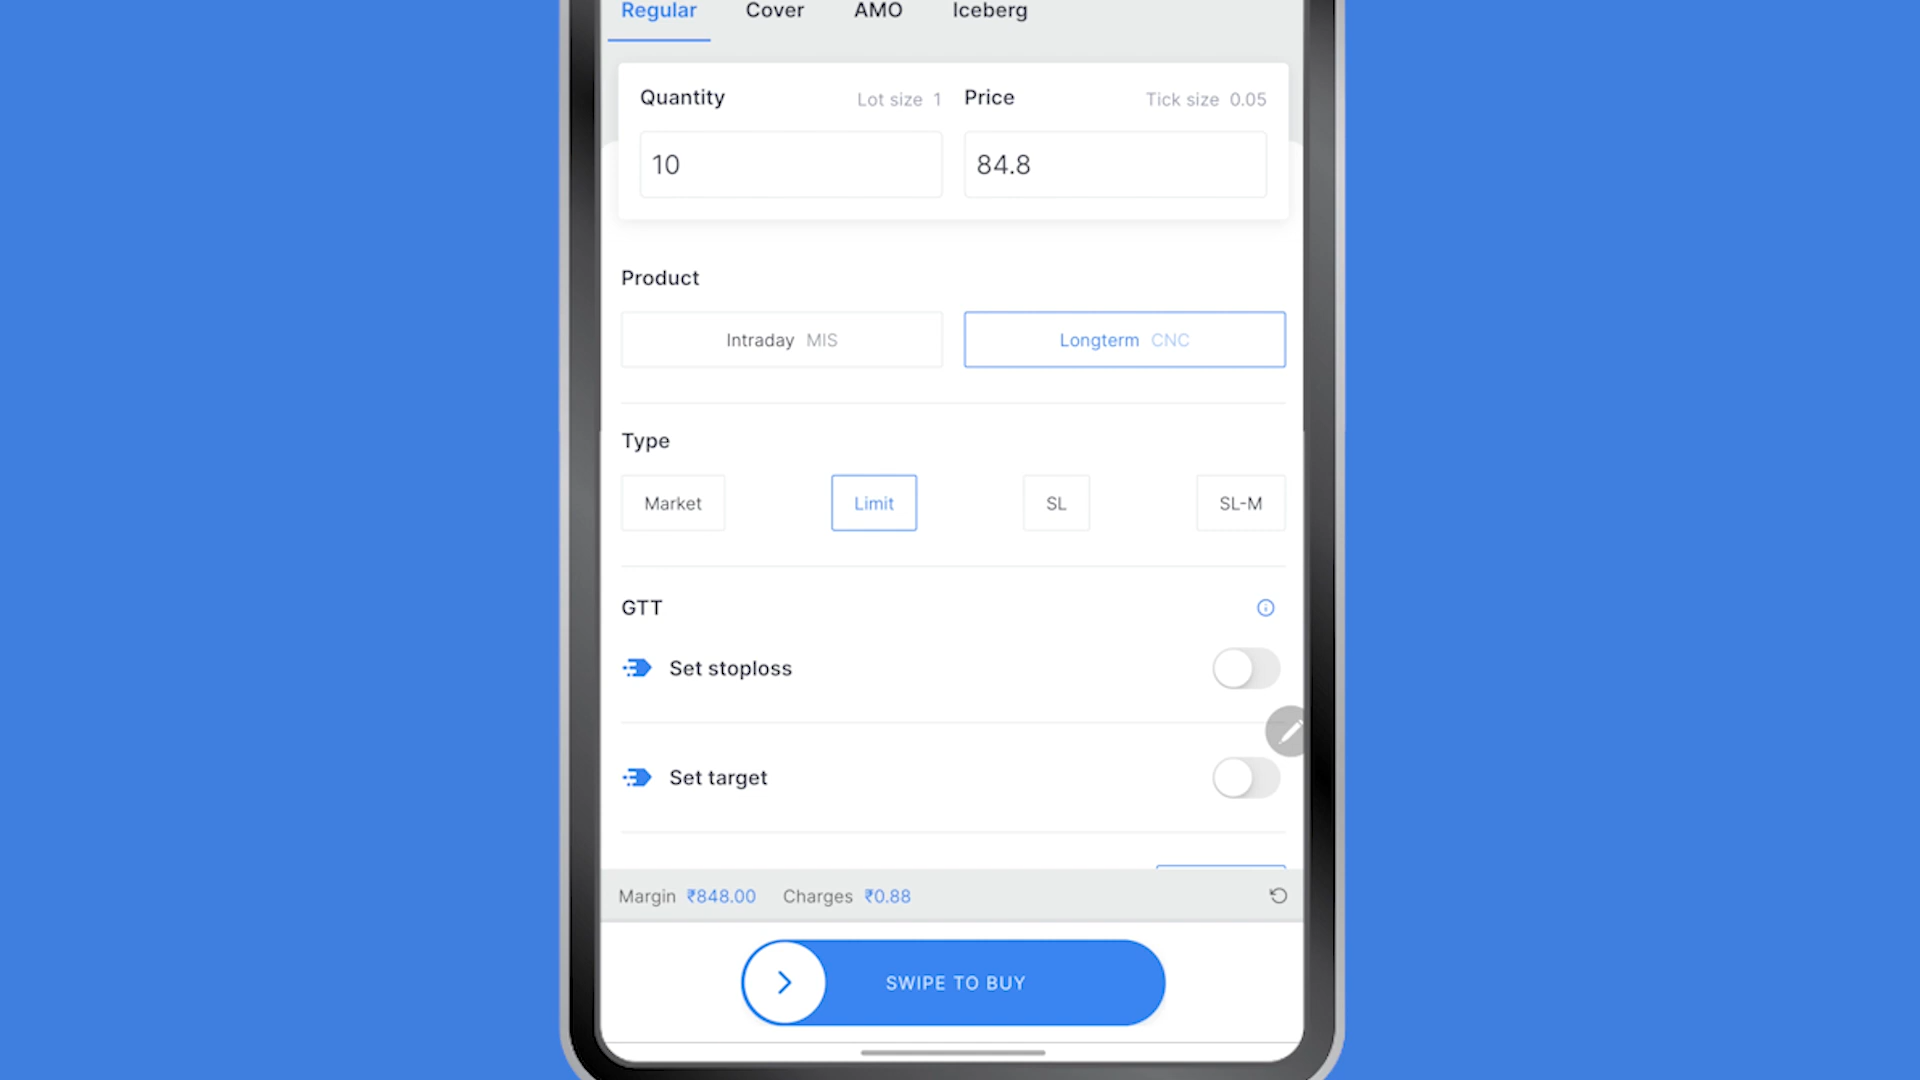 Regular Cover AMO Iceberg
Quantity Lot size 1 Price Tick size 0.05
10 84.8
Product
Intraday MIS Longterm CNC
Type
Market Limit SL SL-M
GTT
Set stoploss
Set target
Margin ₹848.00 Charges ₹0.88
SWIPE TO BUY